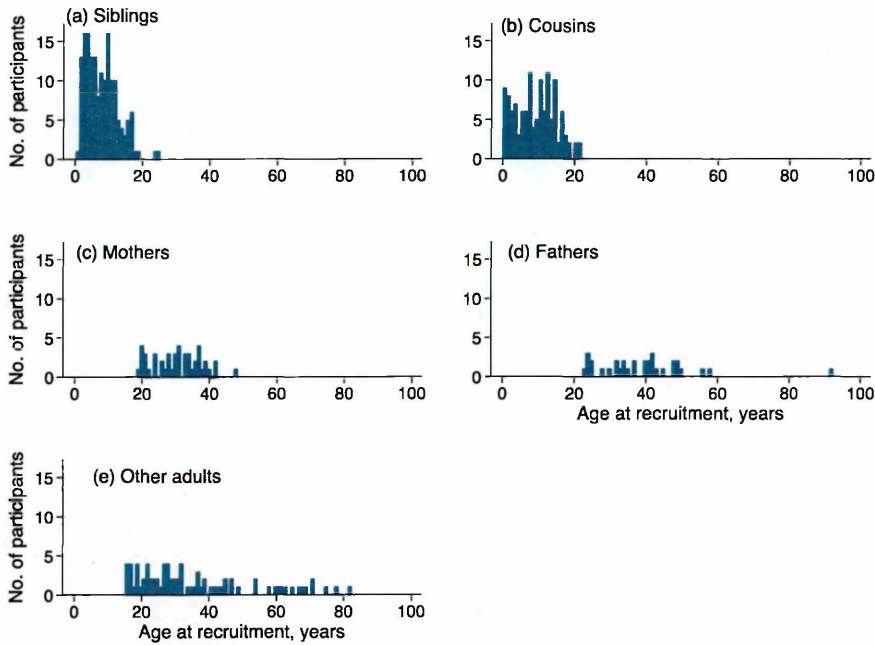 (a) Siblings
No. of participants
15
10
5
0
0 20 40 60 80 100
(b) Cousins
15
10
5
0
0 20 40 60 80 100
(c) Mothers
No. of participants
15
10
5
0
0 20 40 60 80 100
(d) Fathers
15
10
5
0
0 20 40 60 80 100
Age at recruitment, years
(e) Other adults
No. of participants
15
10
5
0
0 20 40 60 80 100
Age at recruitment, years